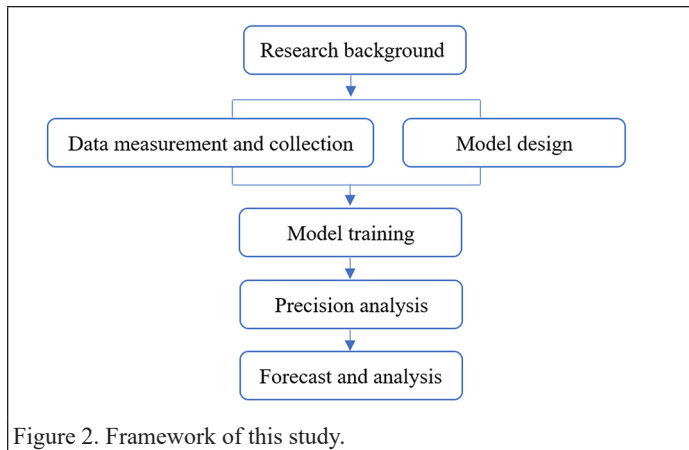 Research background
Data measurement and collection
Model design
Model training
Precision analysis
Forecast and analysis
Figure 2. Framework of this study.